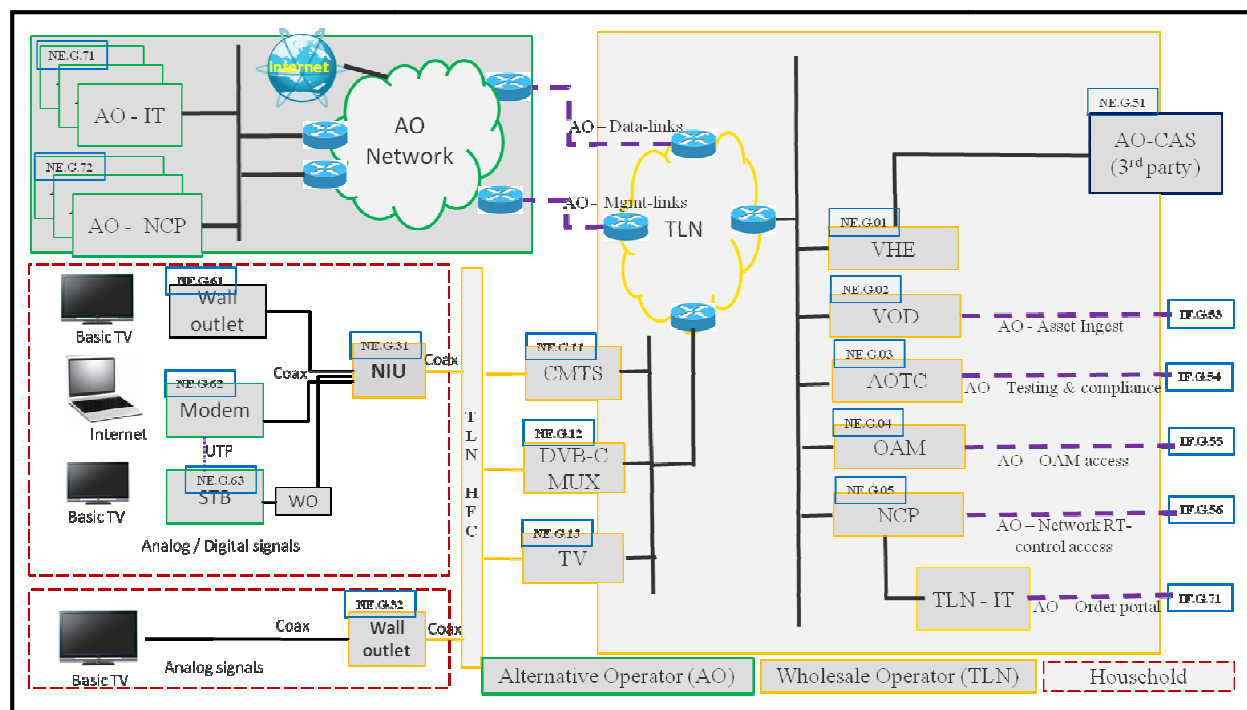 NE.G.71
AO - IT
NE.G.72
AO - NCP
Internet
AO
Network
AO – Data-links
AO - Mgmt-links
TLN
NE.G.51
AO-CAS
(3rd party)
NE.G.01
VHE
NE.G.02
VOD
AO - Asset Ingest
IF.G.53
NE.G.03
AOTC
AO – Testing & compliance
IF.G.54
NE.G.04
OAM
AO – OAM access
IF.G.55
NE.G.05
NCP
AO – Network RT-
control access
IF.G.56
TLN - IT
AO – Order portal
IF.G.71
NE.G.61
Wall
outlet
Basic TV
NE.G.31
NIU
Coax
Coax
NE.G.62
Modem
Internet
UTP
NE.G.63
STB
WO
Basic TV
Analog / Digital signals
TLN HFC
NE.G.11
CMTS
NE.G.12
DVB-C
MUX
NE.G.13
TV
NE.G.32
Wall
outlet
Coax
Coax
Analog signals
Basic TV
Alternative Operator (AO)
Wholesale Operator (TLN)
Household